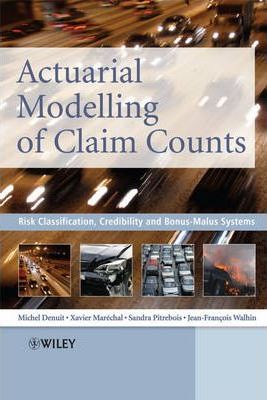 Actuarial Modelling
of Claim Counts
Risk Classification, Credibility and Bonus-Malus Systems
Michel Denuit • Xavier Maréchal • Sandra Pitrebois • Jean-François Walhin
WILEY